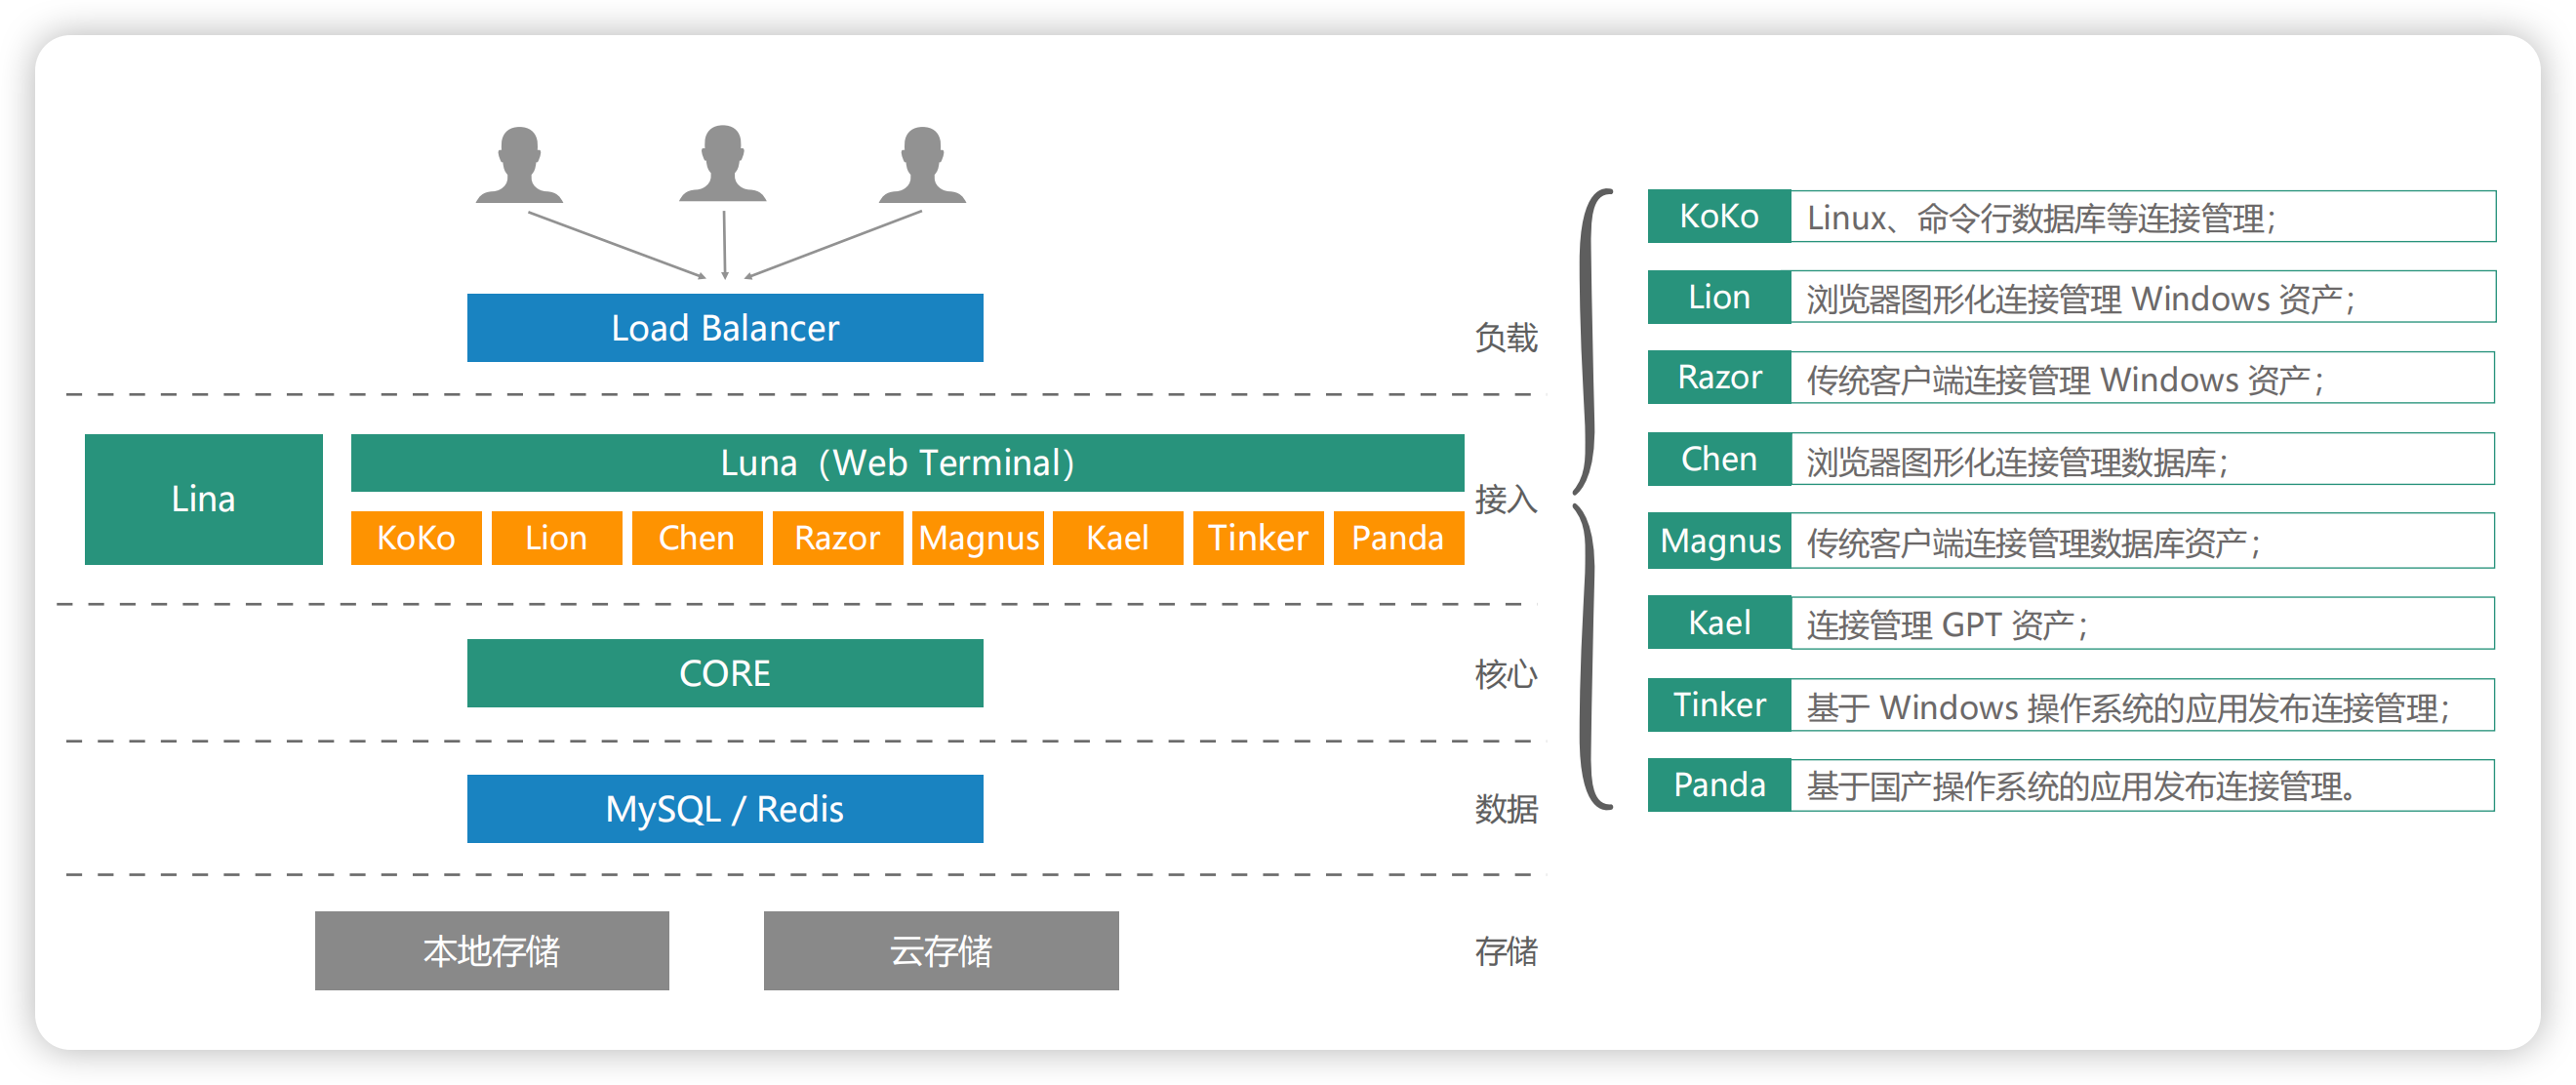 Load Balancer
负载
Lina
Luna（Web Terminal）
KoKo Lion Chen Razor Magnus Kael Tinker Panda
接入
CORE
核心
MySQL / Redis
数据
本地存储 云存储
存储
KoKo Linux、命令行数据库等连接管理；
Lion 浏览器图形化连接管理 Windows 资产；
Razor 传统客户端连接管理 Windows 资产；
Chen 浏览器图形化连接管理数据库；
Magnus 传统客户端连接管理数据库资产；
Kael 连接管理 GPT 资产；
Tinker 基于 Windows 操作系统的应用发布连接管理；
Panda 基于国产操作系统的应用发布连接管理。